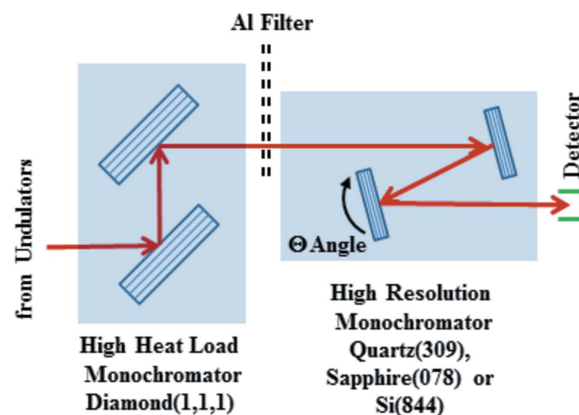 Al Filter
from Undulators
Detector
Θ Angle
High Heat Load
Monochromator
Diamond(1,1,1)
High Resolution
Monochromator
Quartz(309),
Sapphire(078) or
Si(844)